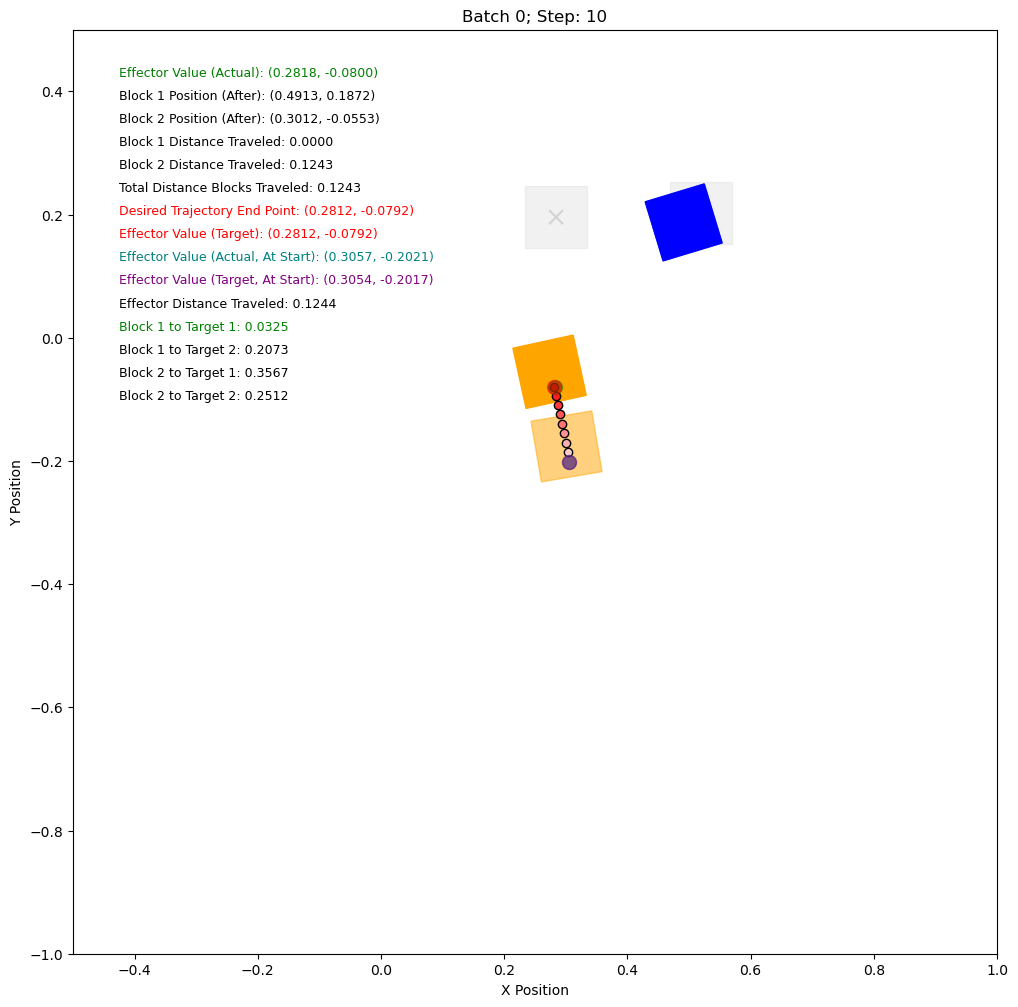 Batch 0; Step: 10
Effector Value (Actual): (0.2818, -0.0800)
Block 1 Position (After): (0.4913, 0.1872)
Block 2 Position (After): (0.3012, -0.0553)
Block 1 Distance Traveled: 0.0000
Block 2 Distance Traveled: 0.1243
Total Distance Blocks Traveled: 0.1243
Desired Trajectory End Point: (0.2812, -0.0792)
Effector Value (Target): (0.2812, -0.0792)
Effector Value (Actual, At Start): (0.3057, -0.2021)
Effector Value (Target, At Start): (0.3054, -0.2017)
Effector Distance Traveled: 0.1244
Block 1 to Target 1: 0.0325
Block 1 to Target 2: 0.2073
Block 2 to Target 1: 0.3567
Block 2 to Target 2: 0.2512
Y Position
0.4
0.2
0.0
−0.2
−0.4
−0.6
−0.8
−1.0
−0.4
−0.2
0.0
0.2
0.4
0.6
0.8
1.0
X Position